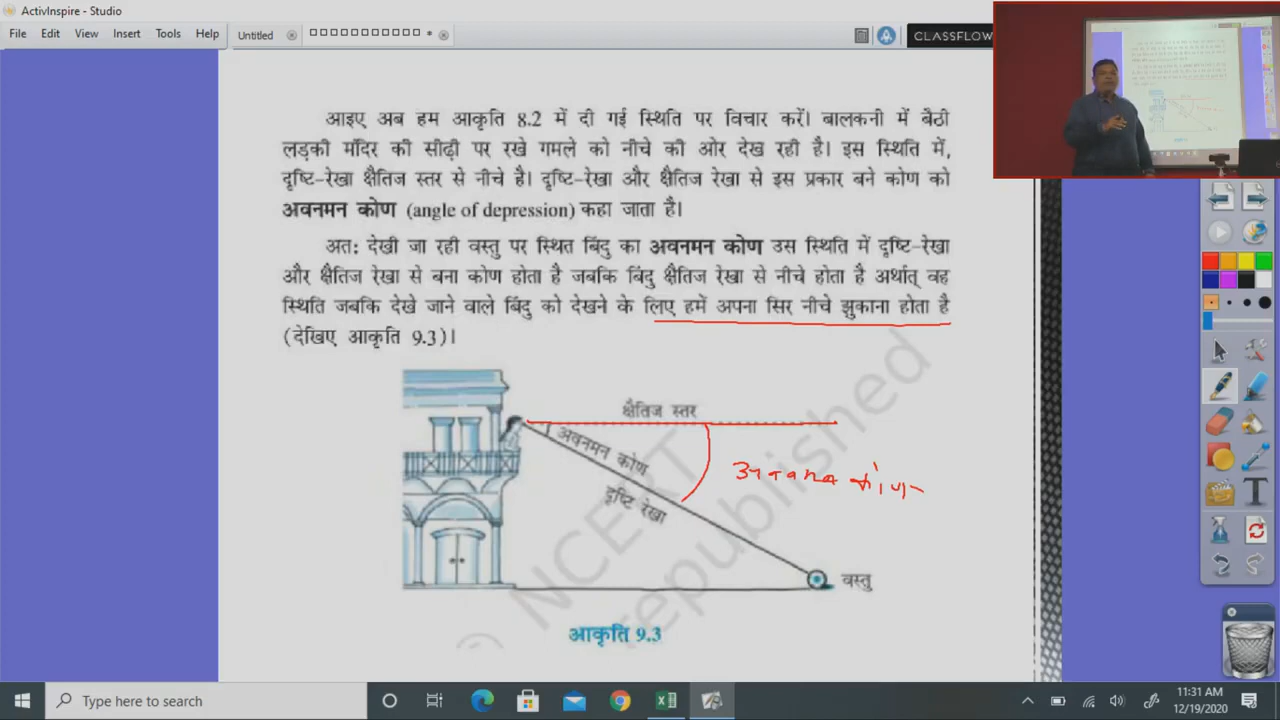 ActivInspire - Studio
File Edit View Insert Tools Help
Untitled
CLASSFLOW
आइए अब हम आकृति 8.2 में दी गई स्थिति पर विचार करें। बालकनी में बैठी
लड़की मंदिर की सीढ़ी पर रखे गमले को नीचे की ओर देख रही है। इस स्थिति में,
दृष्टि-रेखा क्षैतिज स्तर से नीचे है। दृष्टि-रेखा और क्षैतिज रेखा से इस प्रकार बने कोण को
अवनमन कोण (angle of depression) कहा जाता है।
अतः देखी जा रही वस्तु पर स्थित बिंदु का अवनमन कोण उस स्थिति में दृष्टि-रेखा
और क्षैतिज रेखा से बना कोण होता है जबकि बिंदु क्षैतिज रेखा से नीचे होता है अर्थात् वह
स्थिति जबकि देखे जाने वाले बिंदु को देखने के लिए हमें अपना सिर नीचे झुकाना होता है
(देखिए आकृति 9.3)।
क्षैतिज स्तर
अवनमन कोण
अवनमन कोण
दृष्टि रेखा
वस्तु
© NCERT
republished
आकृति 9.3
Type here to search
11:31 AM
12/19/2020